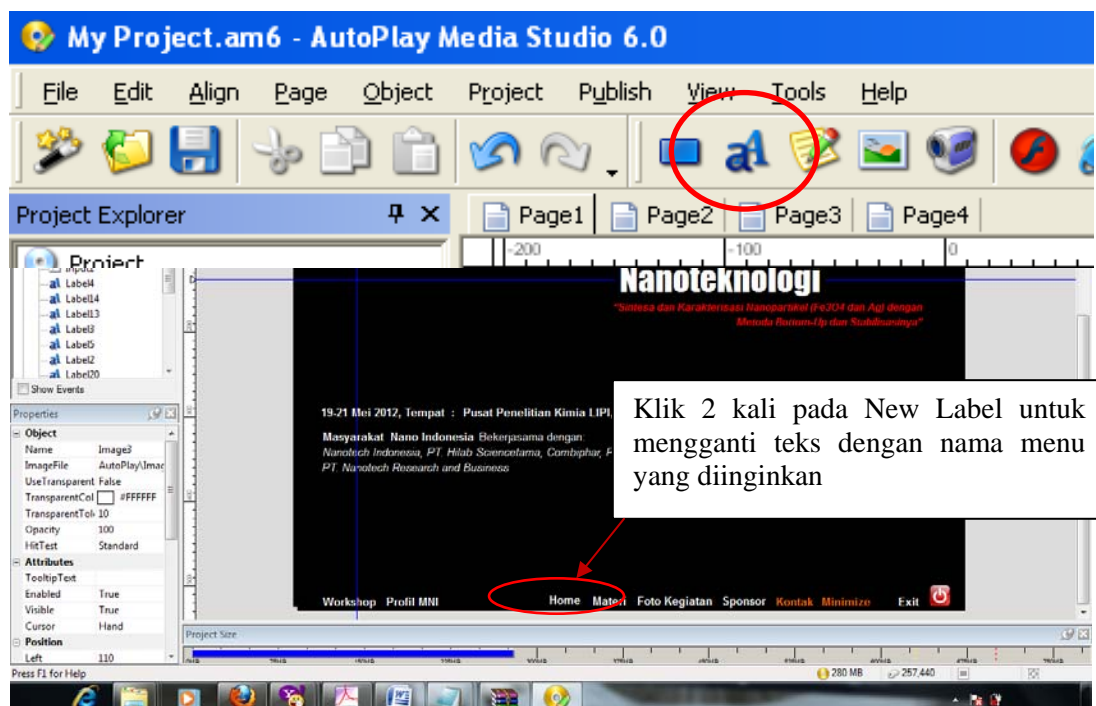 My Project.am6 - AutoPlay Media Studio 6.0
File Edit Align Page Object Project Publish View Tools Help
Project Explorer
Page1 Page2 Page3 Page4
Project
-200 -100 0
Label4
Label14
Label13
Label3
Label5
Label2
Label20
Show Events
Nanoteknologi
"Sintesa dan Karakterisasi Nanopartikel (Fe3O4 dan Ag) dengan
Metoda Bottom-Up dan Stabilisasinya"
Properties
Object
Name Image3
ImageFile AutoPlay\Imag
UseTransparent False
TransparentCol #FFFFFF
TransparentTol 10
Opacity 100
HitTest Standard
Attributes
TooltipText
Enabled True
Visible True
Cursor Hand
Position
Left 110
19-21 Mei 2012, Tempat : Pusat Penelitian Kimia LIPI,
Masyarakat Nano Indonesia Bekerjasama dengan:
Nanotech Indonesia, PT. Hilab Sciencetama, Combiphar, P
PT. Nanotech Research and Business
Klik 2 kali pada New Label untuk
mengganti teks dengan nama menu
yang diinginkan
Workshop Profil MNI Home Materi Foto Kegiatan Sponsor Kontak Minimize Exit
Project Size
Press F1 for Help
280 MB 257,440